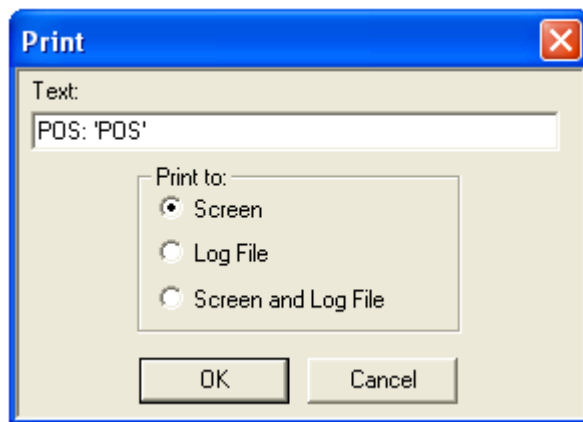 Print
Text:
POS: 'POS'
Print to:
Screen
Log File
Screen and Log File
OK Cancel